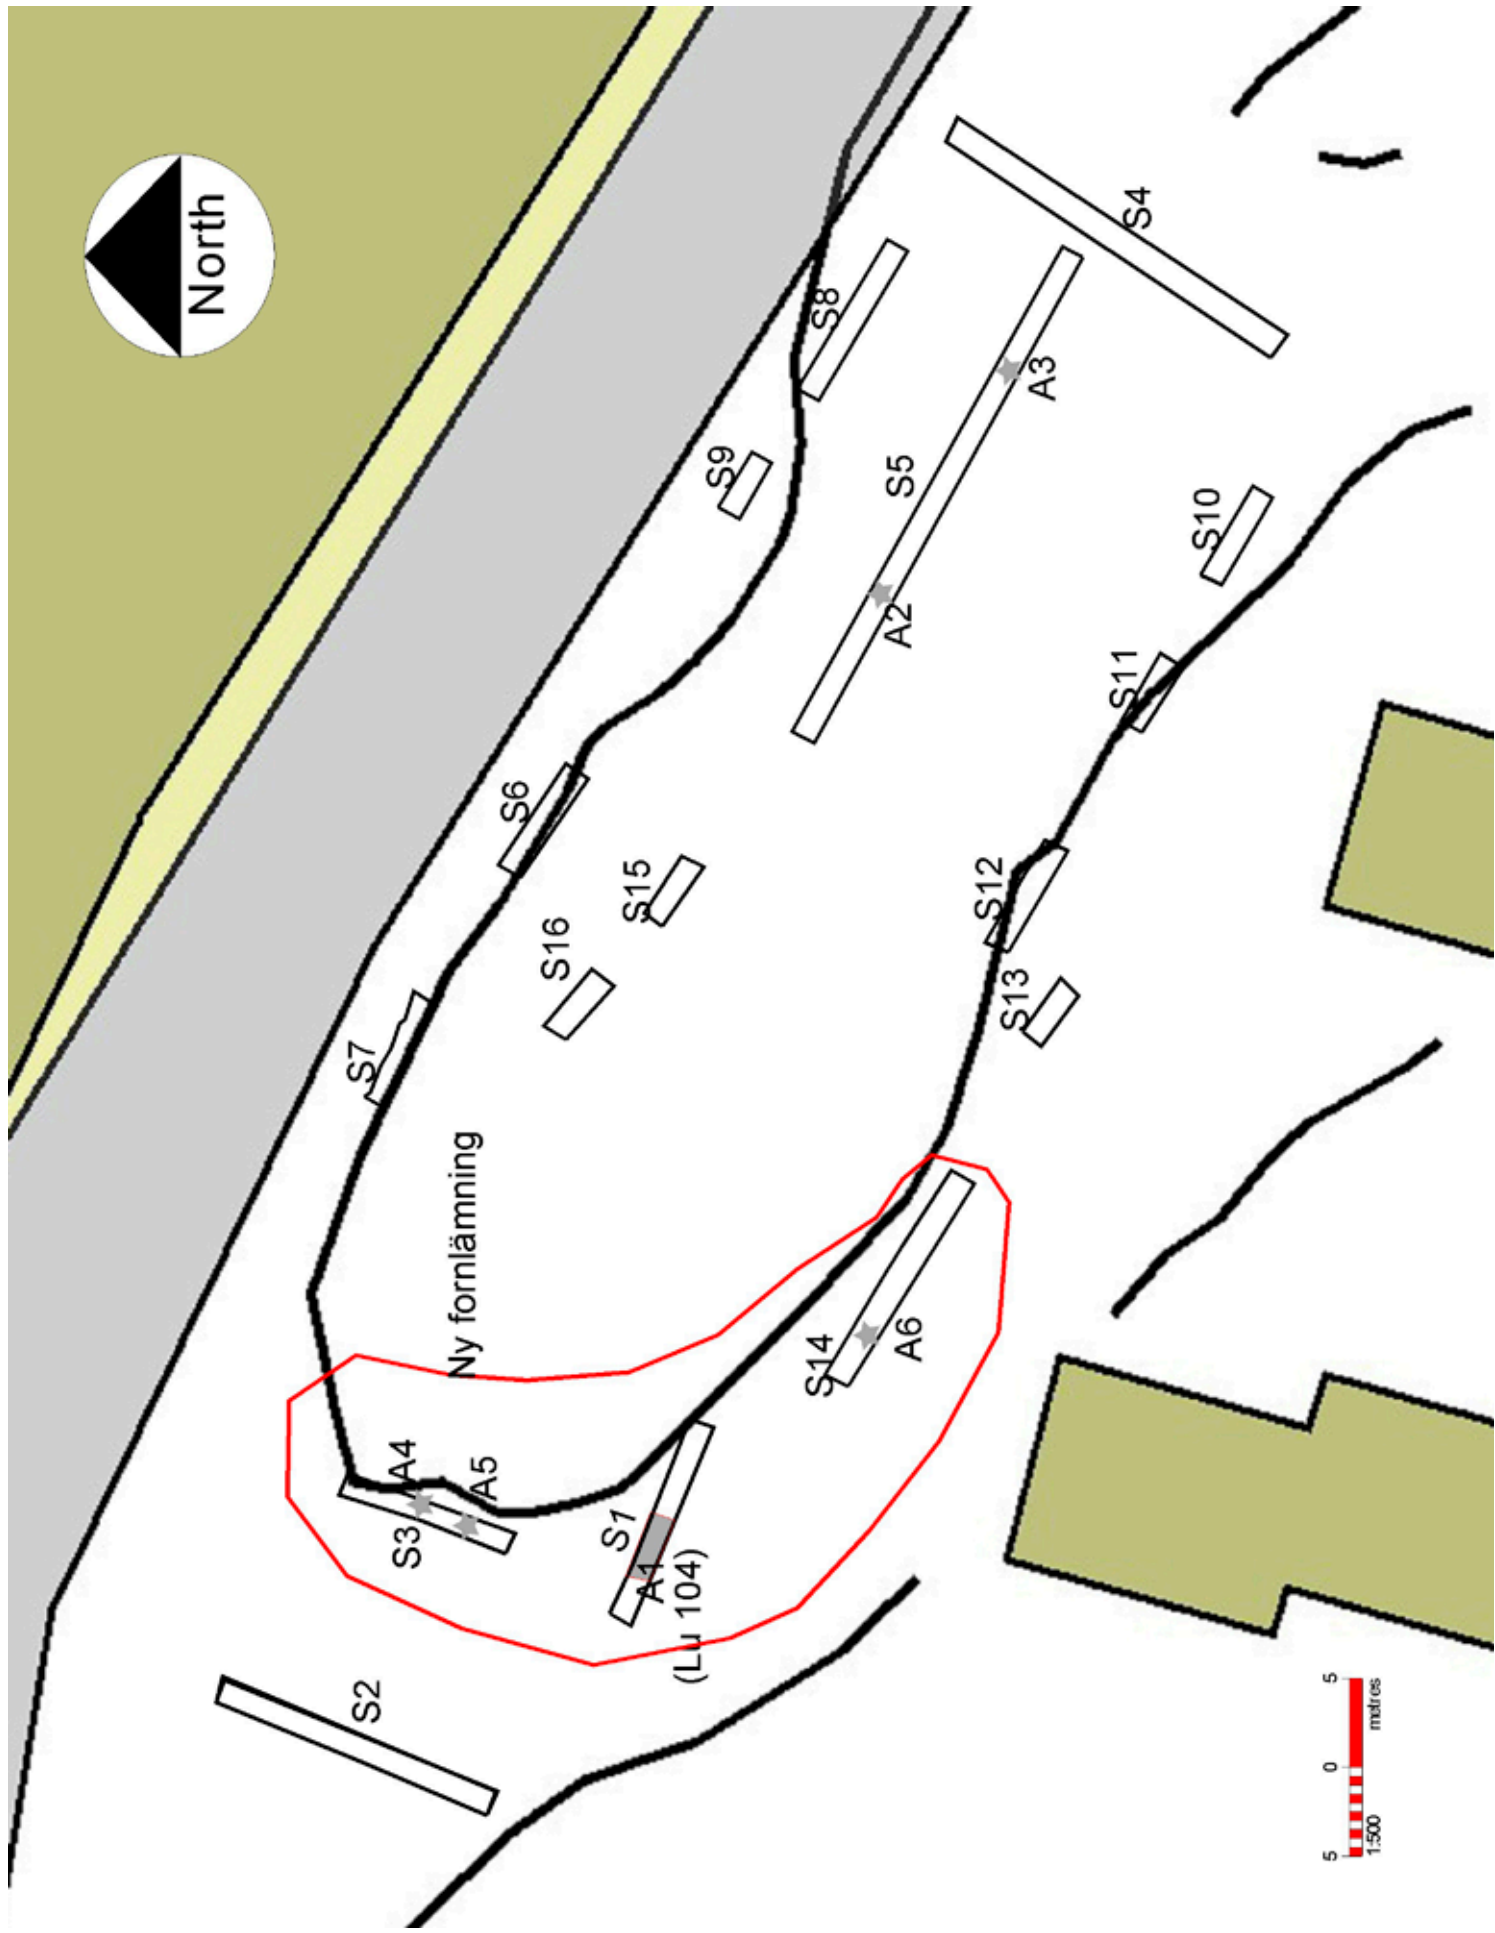 North
S4
S8
A3
S9
S5
S10
A2
S11
S6
S15
S12
S16
S13
S7
Ny fornlämning
S14
A6
A4
A5
S3
S1
A1
(Lu 104)
S2
5 0 5
1:500 metres